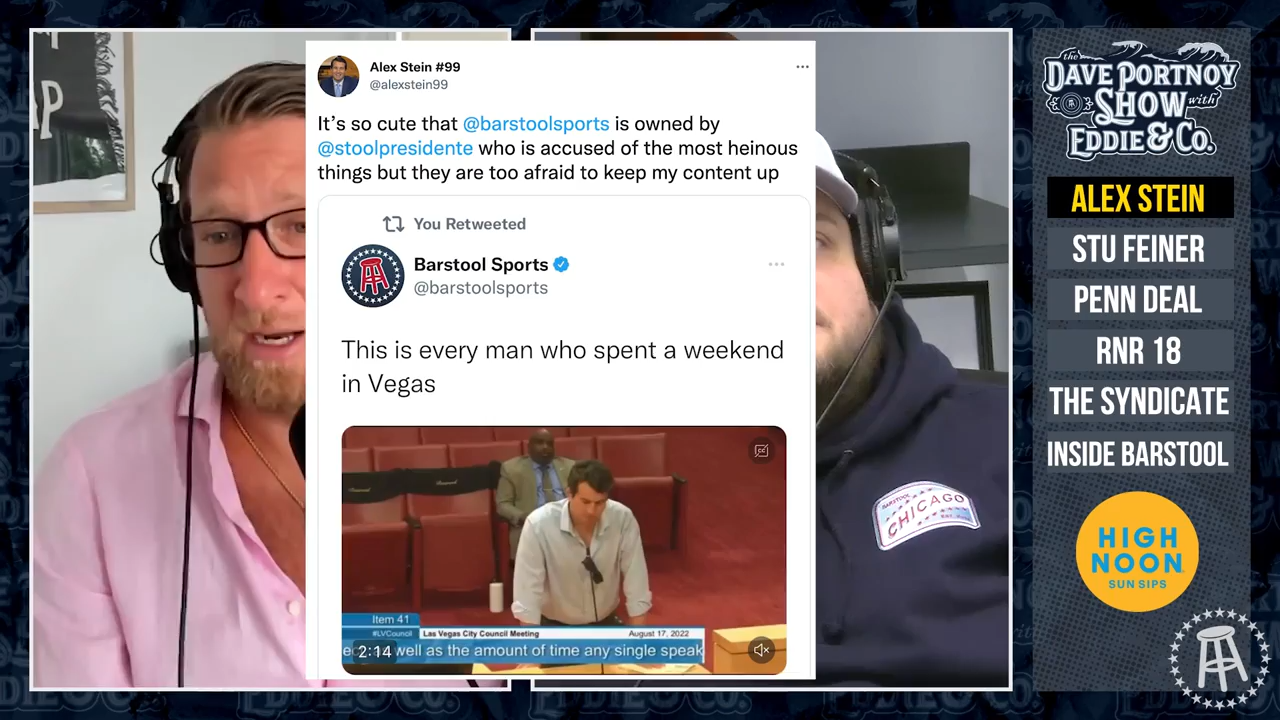 Alex Stein #99
@alexstein99
It’s so cute that @barstoolsports is owned by
@stoolpresidente who is accused of the most heinous
things but they are too afraid to keep my content up
You Retweeted
Barstool Sports
@barstoolsports
This is every man who spent a weekend
in Vegas
Item 41
#LVCouncil
Las Vegas City Council Meeting
August 17, 2022
well as the amount of time any single speak
2:14
P
BARSTOOL
CHICAGO
the
DAVE PORTNOY
SHOW with
EDDIE & CO.
ALEX STEIN
STU FEINER
PENN DEAL
RNR 18
THE SYNDICATE
INSIDE BARSTOOL
HIGH
NOON
SUN SIPS